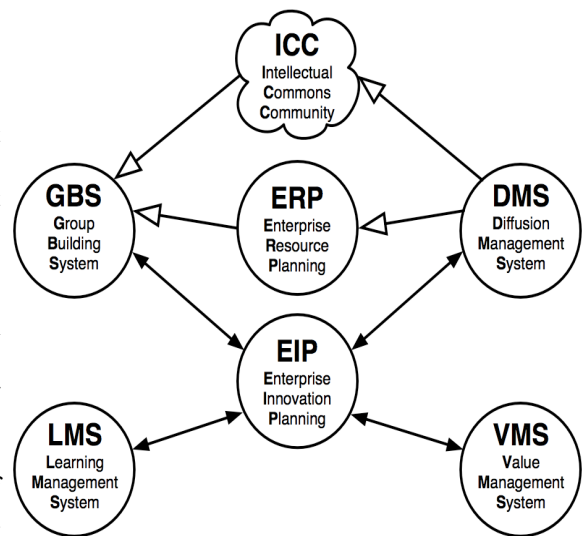 ICC
Intellectual
Commons
Community
GBS
Group
Building
System
ERP
Enterprise
Resource
Planning
DMS
Diffusion
Management
System
EIP
Enterprise
Innovation
Planning
LMS
Learning
Management
System
VMS
Value
Management
System